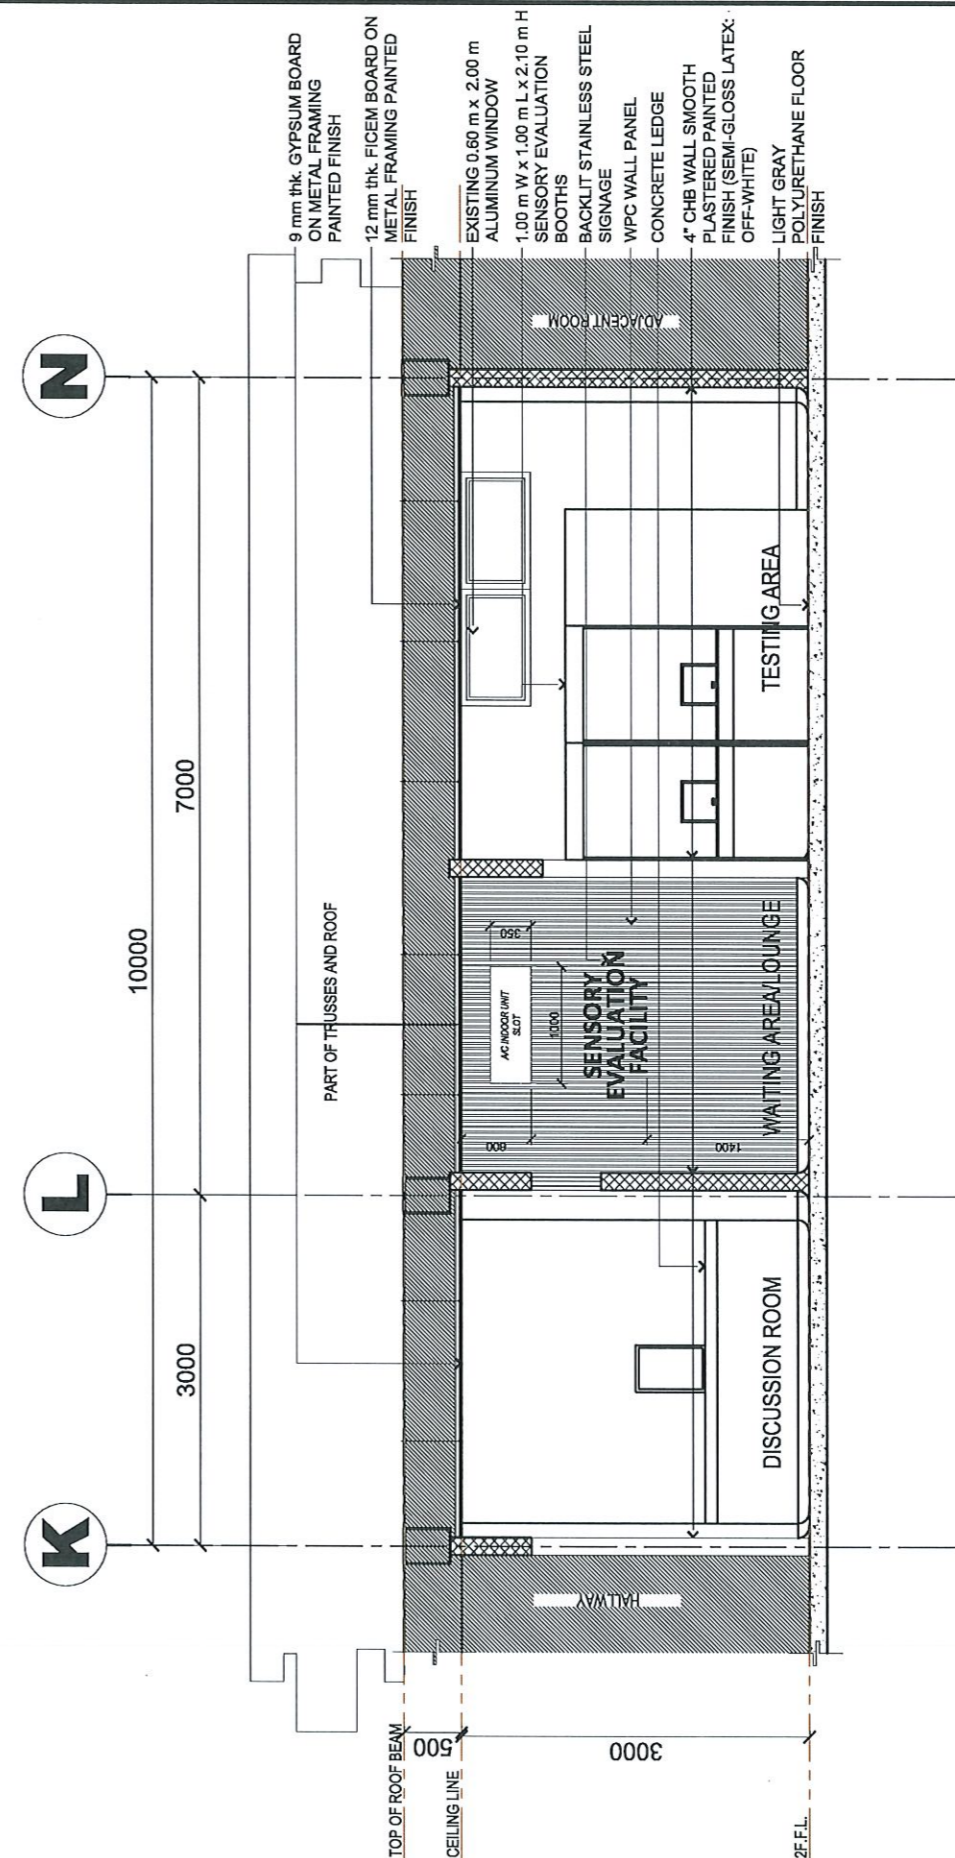 K
L
N
10000
3000
7000
PART OF TRUSSES AND ROOF
9 mm thk. GYPSUM BOARD
ON METAL FRAMING
PAINTED FINISH
12 mm thk. FICEM BOARD ON
METAL FRAMING PAINTED
FINISH
EXISTING 0.60 m x 2.00 m
ALUMINUM WINDOW
1.00 m W x 1.00 m L x 2.10 m H
SENSORY EVALUATION
BOOTHS
BACKLIT STAINLESS STEEL
SIGNAGE
WPC WALL PANEL
CONCRETE LEDGE
4" CHB WALL SMOOTH
PLASTERED PAINTED
FINISH (SEMI-GLOSS LATEX:
OFF-WHITE)
LIGHT GRAY
POLYURETHANE FLOOR
FINISH
TOP OF ROOF BEAM
500
CEILING LINE
3000
2F.F.L.
HALLWAY
DISCUSSION ROOM
A/C INDOOR UNIT
SLOT
350
1000
600
1400
SENSORY
EVALUATION
FACILITY
WAITING AREA/LOUNGE
TESTING AREA
ADJACENT ROOM